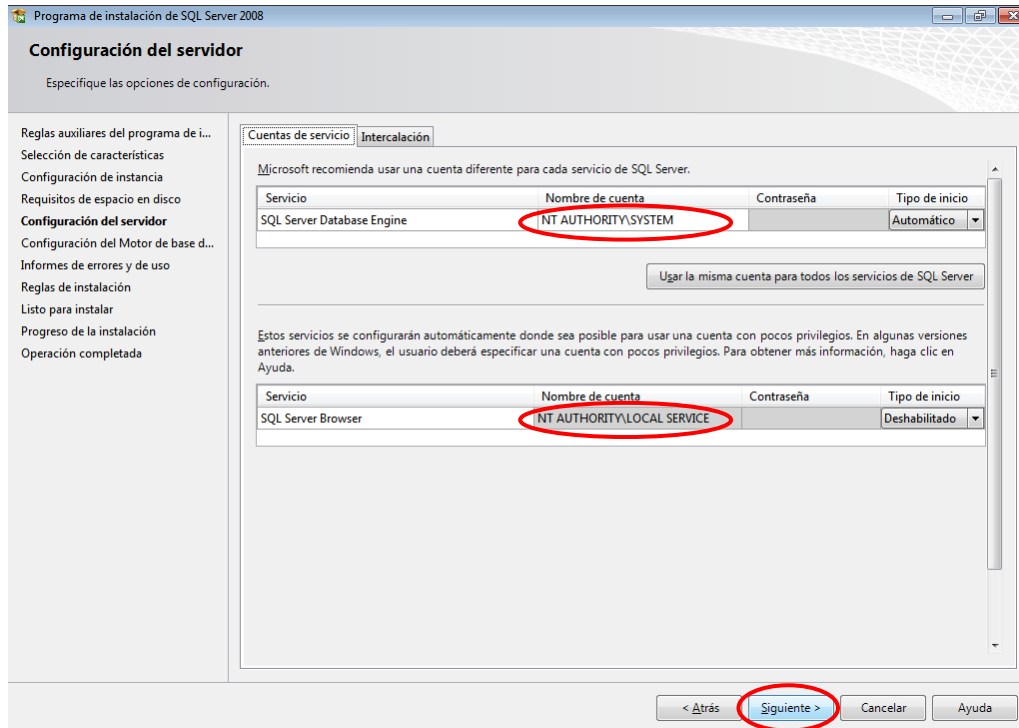 Programa de instalación de SQL Server 2008
Configuración del servidor
Especifique las opciones de configuración.
Reglas auxiliares del programa de i...
Selección de características
Configuración de instancia
Requisitos de espacio en disco
Configuración del servidor
Configuración del Motor de base d...
Informes de errores y de uso
Reglas de instalación
Listo para instalar
Progreso de la instalación
Operación completada
Cuentas de servicio Intercalación
Microsoft recomienda usar una cuenta diferente para cada servicio de SQL Server.
Servicio Nombre de cuenta Contraseña Tipo de inicio
SQL Server Database Engine NT AUTHORITY\SYSTEM Automático
Usar la misma cuenta para todos los servicios de SQL Server
Estos servicios se configurarán automáticamente donde sea posible para usar una cuenta con pocos privilegios. En algunas versiones
anteriores de Windows, el usuario deberá especificar una cuenta con pocos privilegios. Para obtener más información, haga clic en
Ayuda.
Servicio Nombre de cuenta Contraseña Tipo de inicio
SQL Server Browser NT AUTHORITY\LOCAL SERVICE Deshabilitado
< Atrás Siguiente > Cancelar Ayuda